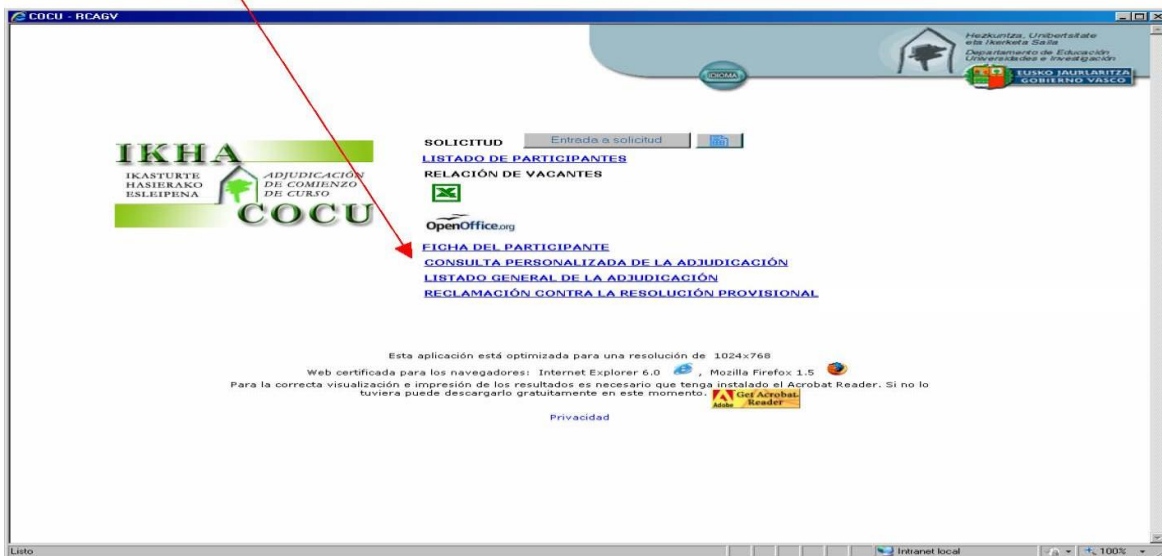 COCU - RCAGV
Hezkuntza, Unibertsitate
eta Ikerketa Saila
Departamento de Educación
Universidades e Investigación
IDIOMA
EUSKO JAURLARITZA
GOBIERNO VASCO
IKHA
IKASTURTE
HASIERAKO
ESLEIPENA
ADJUDICACIÓN
DE COMIENZO
DE CURSO
COCU
SOLICITUD Entrada a solicitud
LISTADO DE PARTICIPANTES
RELACIÓN DE VACANTES
OpenOffice.org
FICHA DEL PARTICIPANTE
CONSULTA PERSONALIZADA DE LA ADJUDICACIÓN
LISTADO GENERAL DE LA ADJUDICACIÓN
RECLAMACIÓN CONTRA LA RESOLUCIÓN PROVISIONAL
Esta aplicación está optimizada para una resolución de 1024x768
Web certificada para los navegadores: Internet Explorer 6.0 , Mozilla Firefox 1.5
Para la correcta visualización e impresión de los resultados es necesario que tenga instalado el Acrobat Reader. Si no lo
tuviera puede descargarlo gratuitamente en este momento. Get Acrobat Reader Adobe
Privacidad
Listo Intranet local 100%